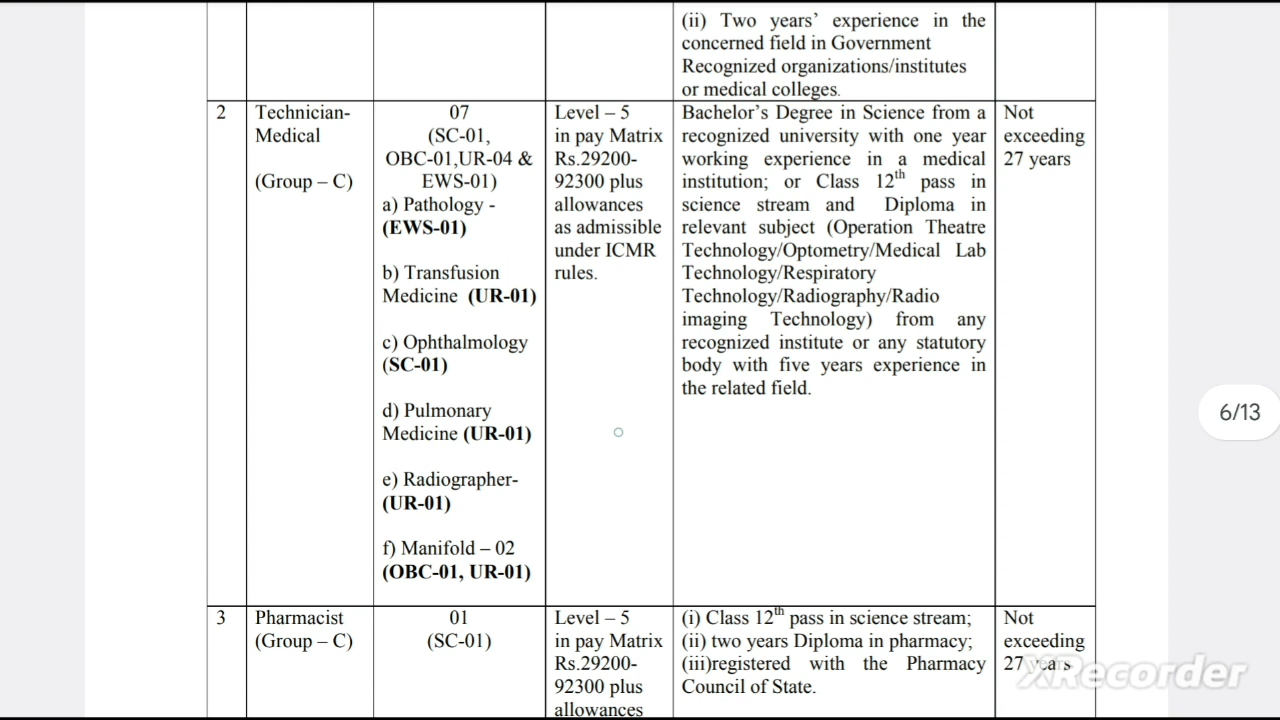 (ii) Two years’ experience in the
concerned field in Government
Recognized organizations/institutes
or medical colleges.
2
Technician-
Medical
(Group – C)
07
(SC-01,
OBC-01,UR-04 &
EWS-01)
a) Pathology -
(EWS-01)
b) Transfusion
Medicine (UR-01)
c) Ophthalmology
(SC-01)
d) Pulmonary
Medicine (UR-01)
e) Radiographer-
(UR-01)
f) Manifold – 02
(OBC-01, UR-01)
Level – 5
in pay Matrix
Rs.29200-
92300 plus
allowances
as admissible
under ICMR
rules.
Bachelor’s Degree in Science from a
recognized university with one year
working experience in a medical
institution; or Class 12th pass in
science stream and Diploma in
relevant subject (Operation Theatre
Technology/Optometry/Medical Lab
Technology/Respiratory
Technology/Radiography/Radio
imaging Technology) from any
recognized institute or any statutory
body with five years experience in
the related field.
Not
exceeding
27 years
6/13
3
Pharmacist
(Group – C)
01
(SC-01)
Level – 5
in pay Matrix
Rs.29200-
92300 plus
allowances
(i) Class 12th pass in science stream;
(ii) two years Diploma in pharmacy;
(iii)registered with the Pharmacy
Council of State.
Not
exceeding
27 years
XRecorder